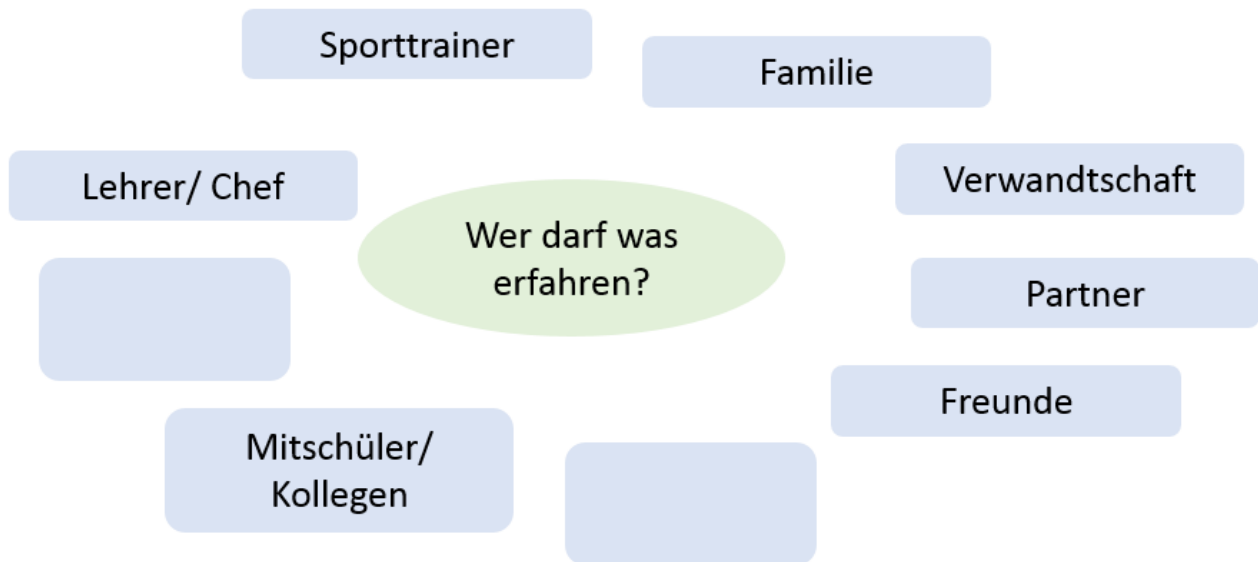 Sporttrainer
Familie
Lehrer/ Chef
Verwandtschaft
Wer darf was
erfahren?
Partner
Freunde
Mitschüler/
Kollegen